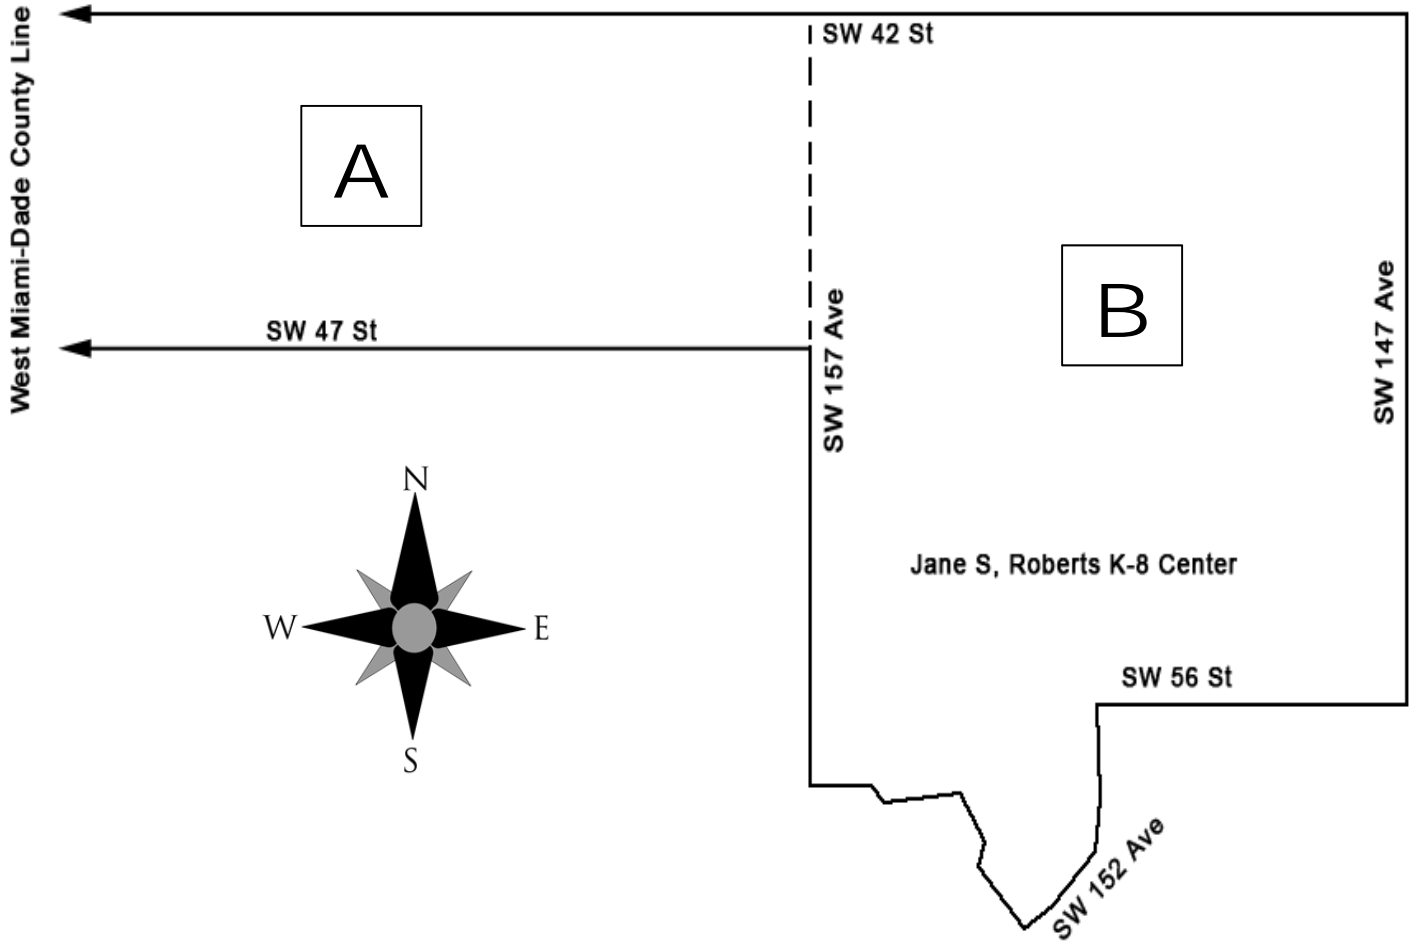 West Miami-Dade County Line
SW 42 St
A
B
SW 47 St
SW 157 Ave
SW 147 Ave
N
W
E
S
Jane S, Roberts K-8 Center
SW 56 St
SW 152 Ave